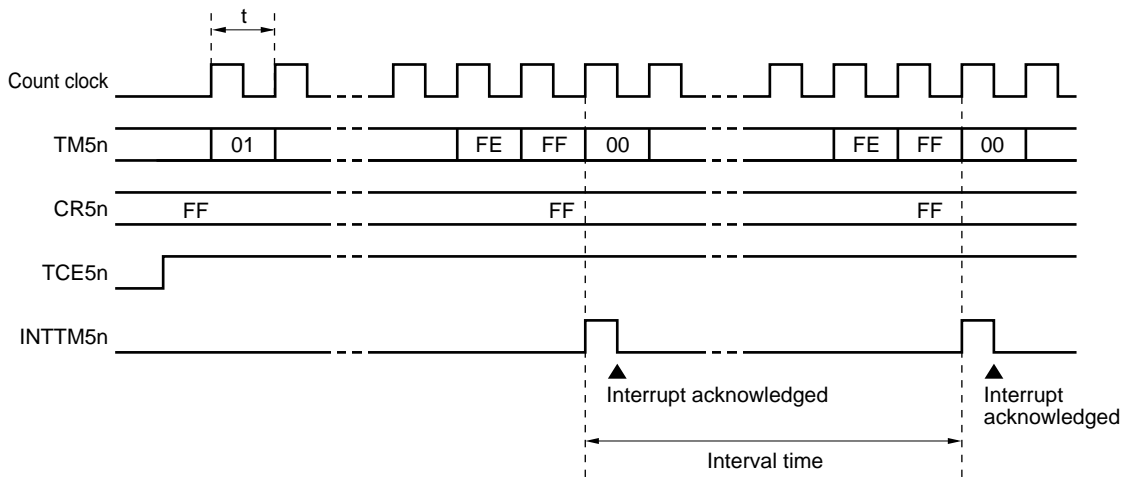 t
Count clock
TM5n 01 FE FF 00 FE FF 00
CR5n FF FF FF
TCE5n
INTTM5n
Interrupt acknowledged
Interrupt
acknowledged
Interval time